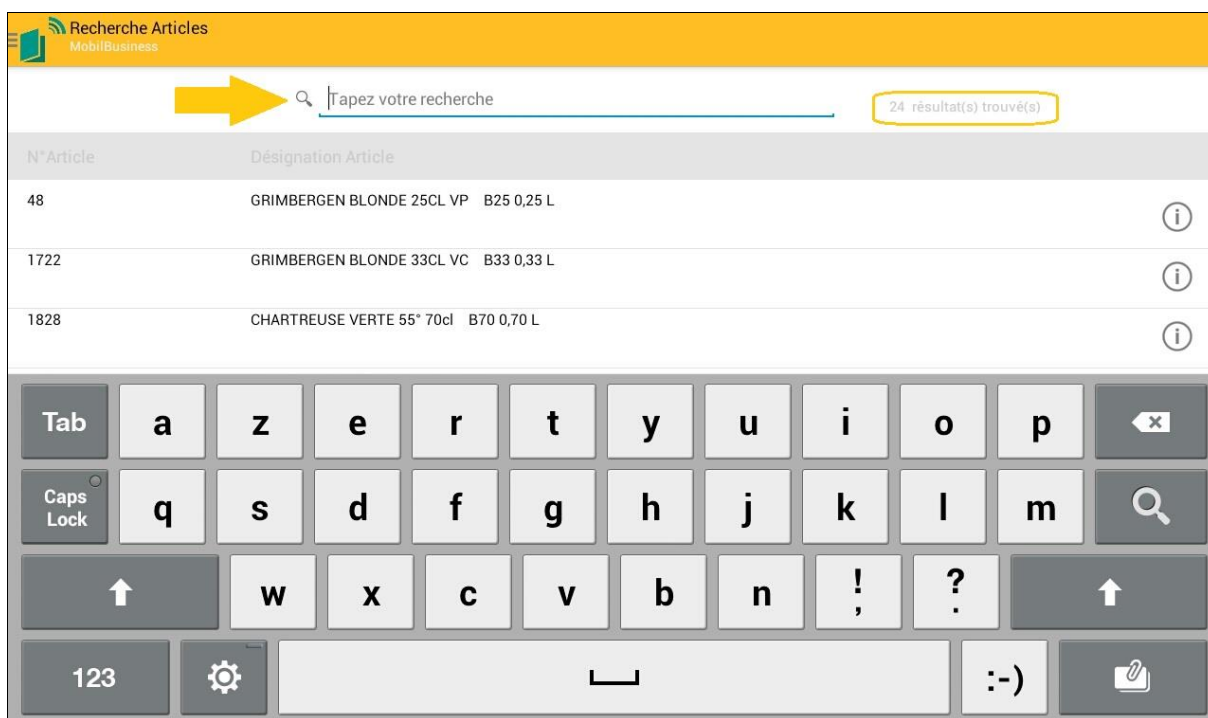 Recherche Articles
MobilBusiness
Tapez votre recherche
24 résultat(s) trouvé(s)
N°Article Désignation Article
48 GRIMBERGEN BLONDE 25CL VP B25 0,25 L
1722 GRIMBERGEN BLONDE 33CL VC B33 0,33 L
1828 CHARTREUSE VERTE 55° 70cl B70 0,70 L
Tab a z e r t y u i o p
Caps Lock q s d f g h j k l m
w x c v b n ! , ? .
123 :-)